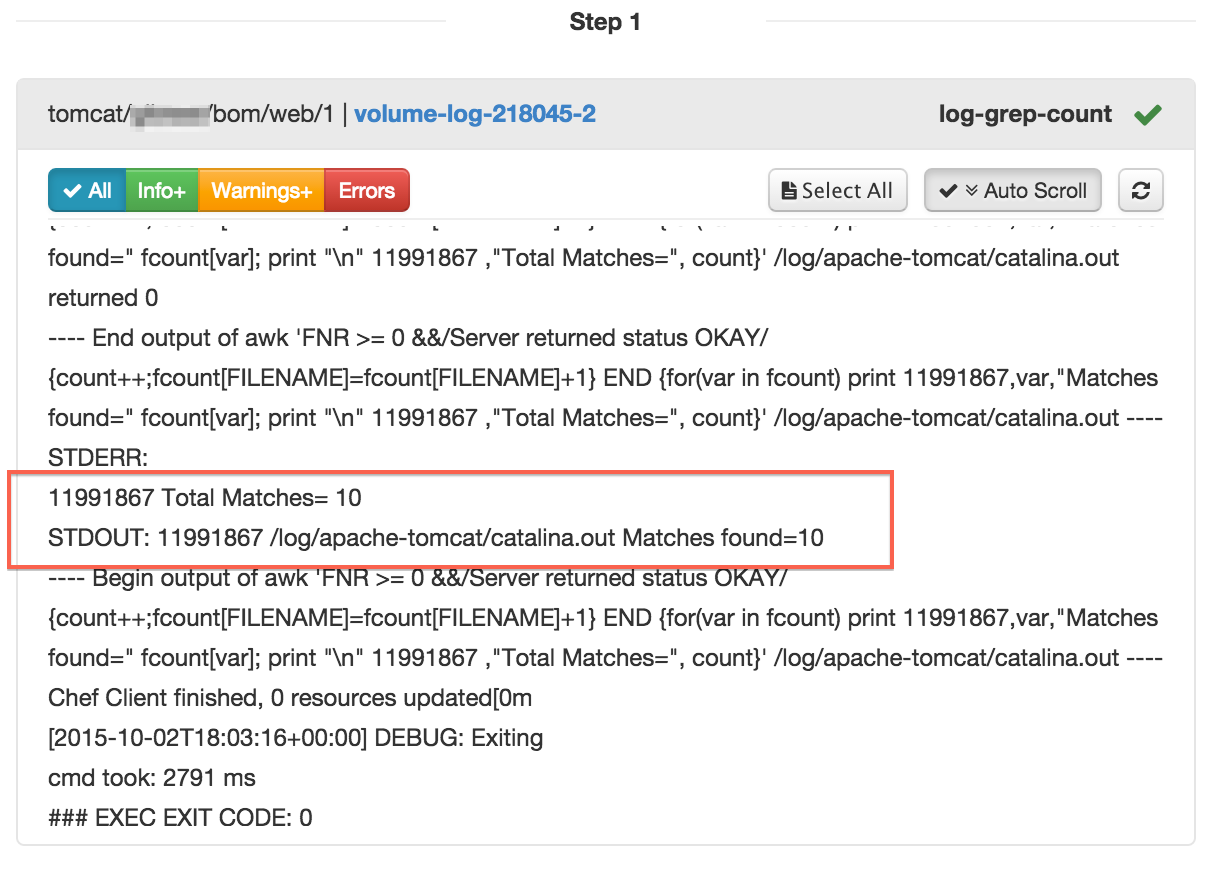 Step 1
tomcat/ /bom/web/1 | volume-log-218045-2 log-grep-count
All Info+ Warnings+ Errors Select All Auto Scroll
found=" fcount[var]; print "\n" 11991867 ,"Total Matches=", count}' /log/apache-tomcat/catalina.out
returned 0
---- End output of awk 'FNR >= 0 &&/Server returned status OKAY/
{count++;fcount[FILENAME]=fcount[FILENAME]+1} END {for(var in fcount) print 11991867,var,"Matches
found=" fcount[var]; print "\n" 11991867 ,"Total Matches=", count}' /log/apache-tomcat/catalina.out ----
STDERR:
11991867 Total Matches= 10
STDOUT: 11991867 /log/apache-tomcat/catalina.out Matches found=10
---- Begin output of awk 'FNR >= 0 &&/Server returned status OKAY/
{count++;fcount[FILENAME]=fcount[FILENAME]+1} END {for(var in fcount) print 11991867,var,"Matches
found=" fcount[var]; print "\n" 11991867 ,"Total Matches=", count}' /log/apache-tomcat/catalina.out ----
Chef Client finished, 0 resources updated[0m
[2015-10-02T18:03:16+00:00] DEBUG: Exiting
cmd took: 2791 ms
### EXEC EXIT CODE: 0